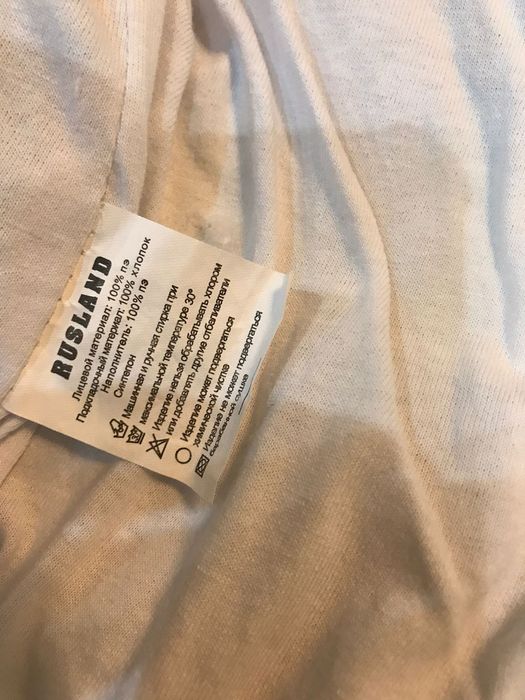 RUSLAND
Лицевой материал: 100% пэ
Подкладочный материал: 100% хлопок
Наполнитель: 100% пэ
Синтепон
Машинная и ручная стирка при
максимальной температуре 30°
Изделие нельзя обрабатывать хлором
или добавлять другие отбеливатели
Изделие может подвергаться
химической чистке
Изделие не может подвергаться
барабанной сушке